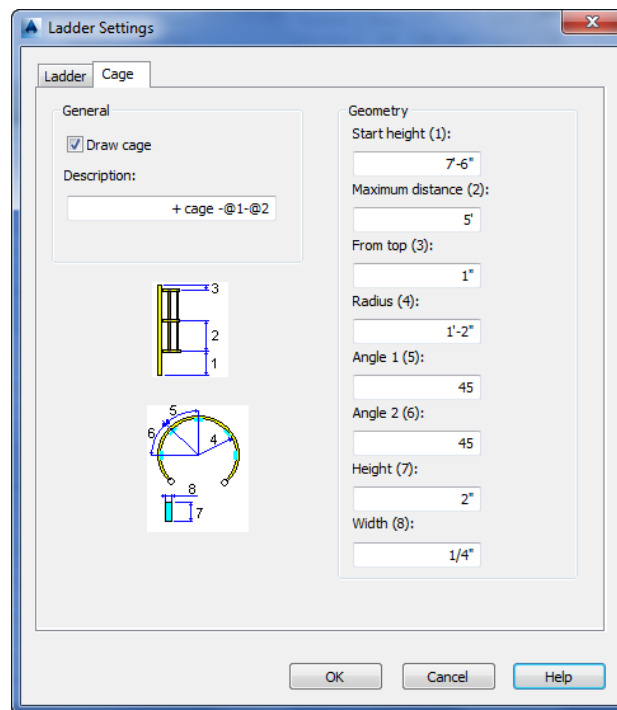 Ladder Settings
Ladder
Cage
General
Draw cage
Description:
+ cage -@1-@2
3
2
1
5
6
4
8
7
Geometry
Start height (1):
7'-6"
Maximum distance (2):
5'
From top (3):
1"
Radius (4):
1'-2"
Angle 1 (5):
45
Angle 2 (6):
45
Height (7):
2"
Width (8):
1/4"
OK
Cancel
Help